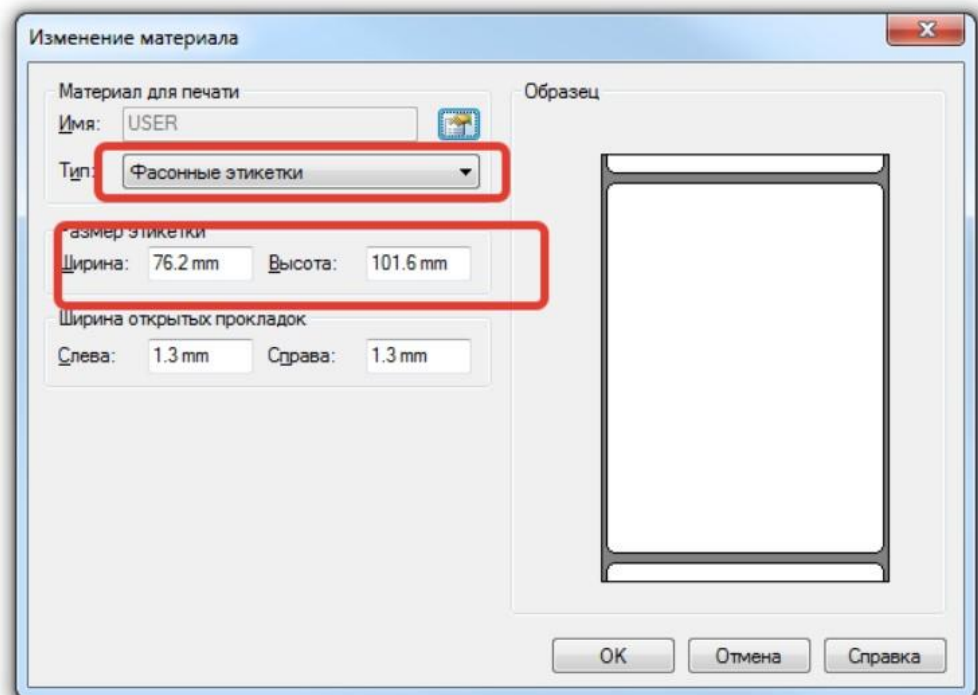 Изменение материала
Материал для печати
Имя: USER
Тип: Фасонные этикетки
Размер этикетки
Ширина: 76.2 mm Высота: 101.6 mm
Ширина открытых прокладок
Слева: 1.3 mm Справа: 1.3 mm
Образец
OK Отмена Справка